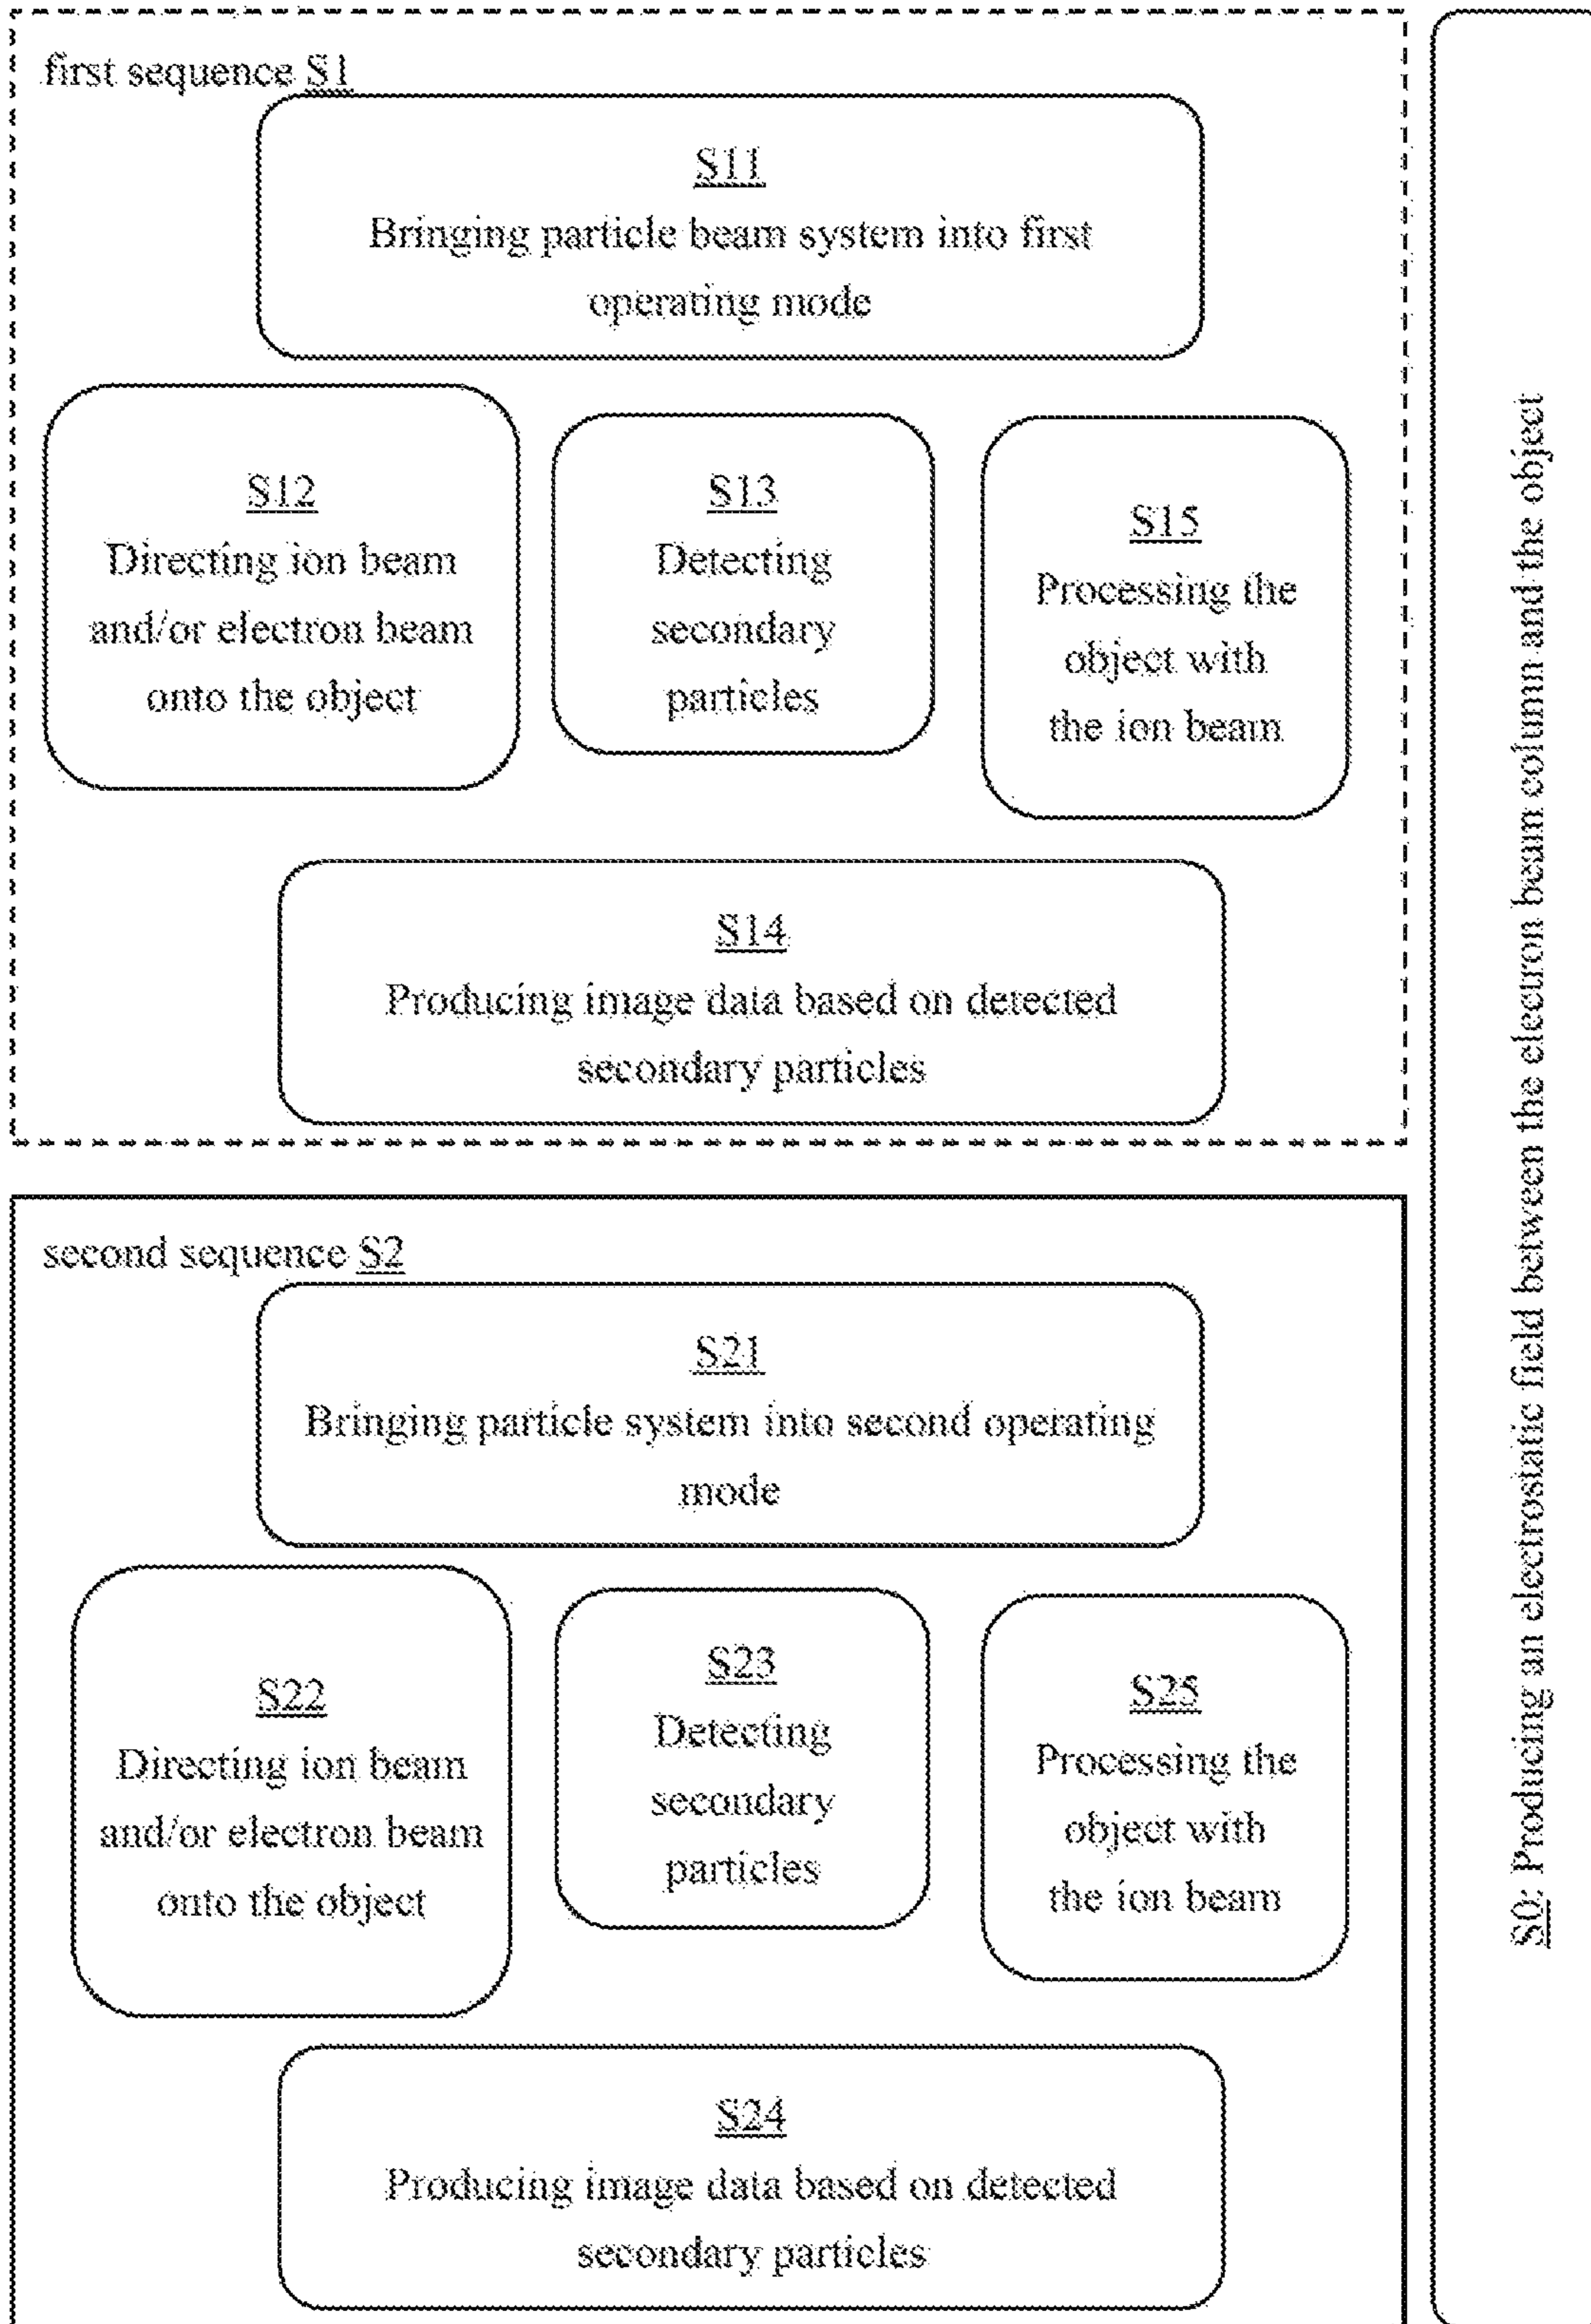 first sequence S1
S11
Bringing particle beam system into first
operating mode
S12
Directing ion beam
and/or electron beam
onto the object
S13
Detecting
secondary
particles
S15
Processing the
object with
the ion beam
S14
Producing image data based on detected
secondary particles
second sequence S2
S21
Bringing particle system into second operating
mode
S22
Directing ion beam
and/or electron beam
onto the object
S23
Detecting
secondary
particles
S25
Processing the
object with
the ion beam
S24
Producing image data based on detected
secondary particles
S0: Producing an electrostatic field between the electron beam column and the object